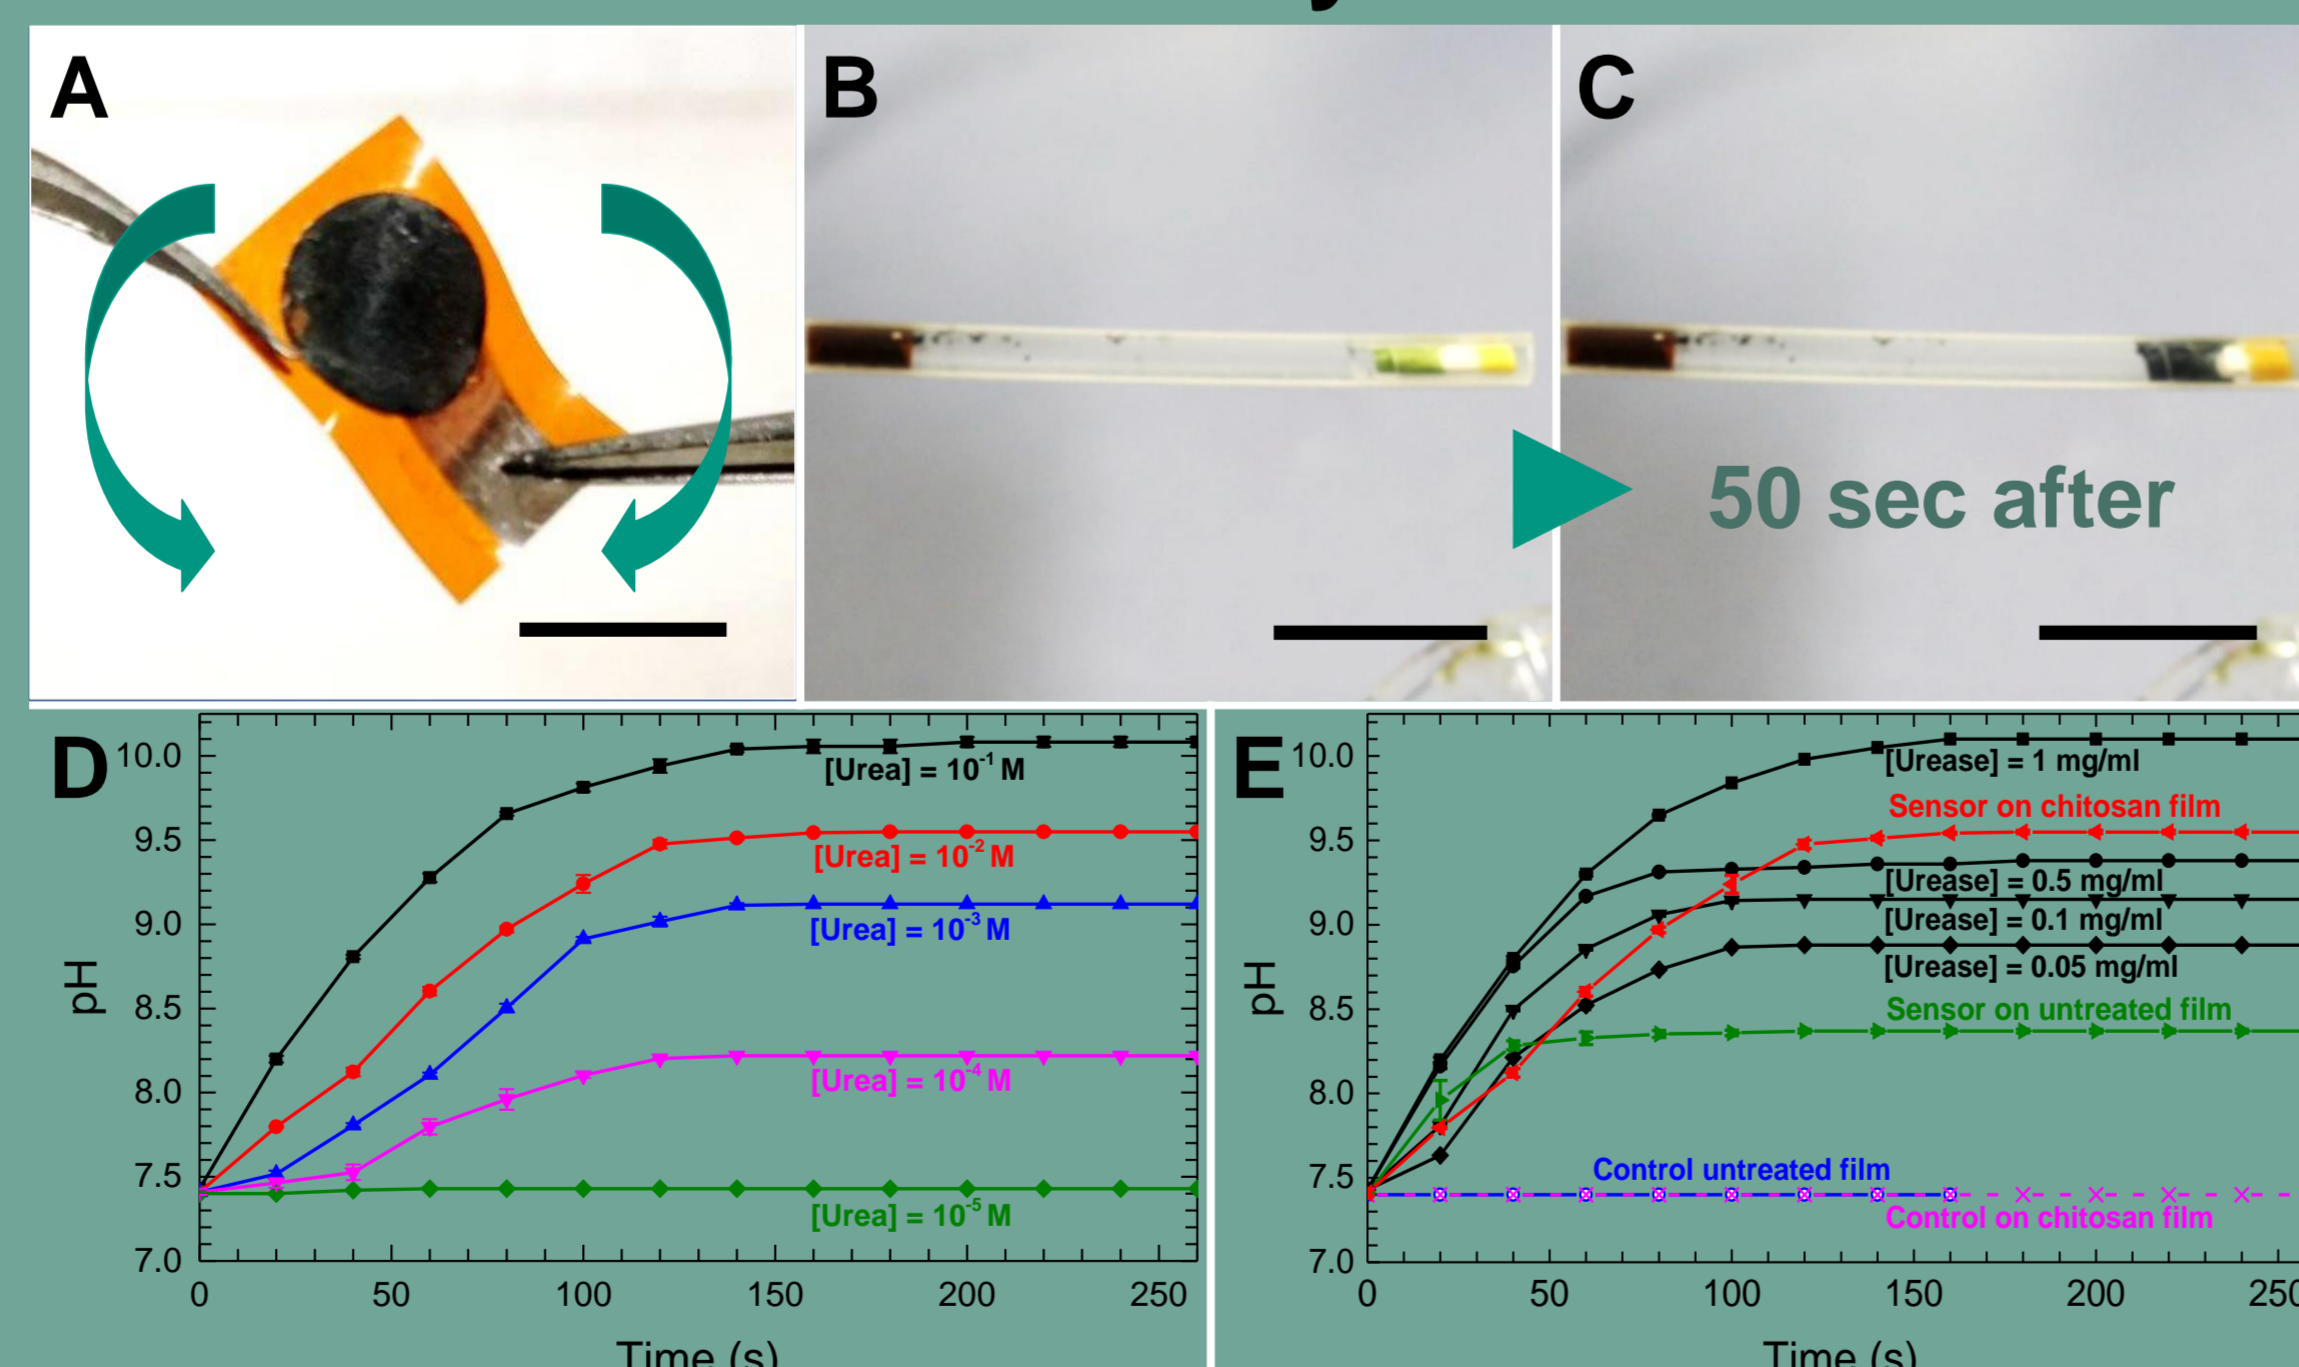 A
B
C
50 sec after
D
10.0
9.5
9.0
8.5
8.0
7.5
7.0
pH
[Urea] = 10⁻¹ M
[Urea] = 10⁻² M
[Urea] = 10⁻³ M
[Urea] = 10⁻⁴ M
[Urea] = 10⁻⁵ M
0 50 100 150 200 250
Time (s)
E
10.0
9.5
9.0
8.5
8.0
7.5
7.0
pH
[Urease] = 1 mg/ml
Sensor on chitosan film
[Urease] = 0.5 mg/ml
[Urease] = 0.1 mg/ml
[Urease] = 0.05 mg/ml
Sensor on untreated film
Control untreated film
Control on chitosan film
0 50 100 150 200 250
Time (s)